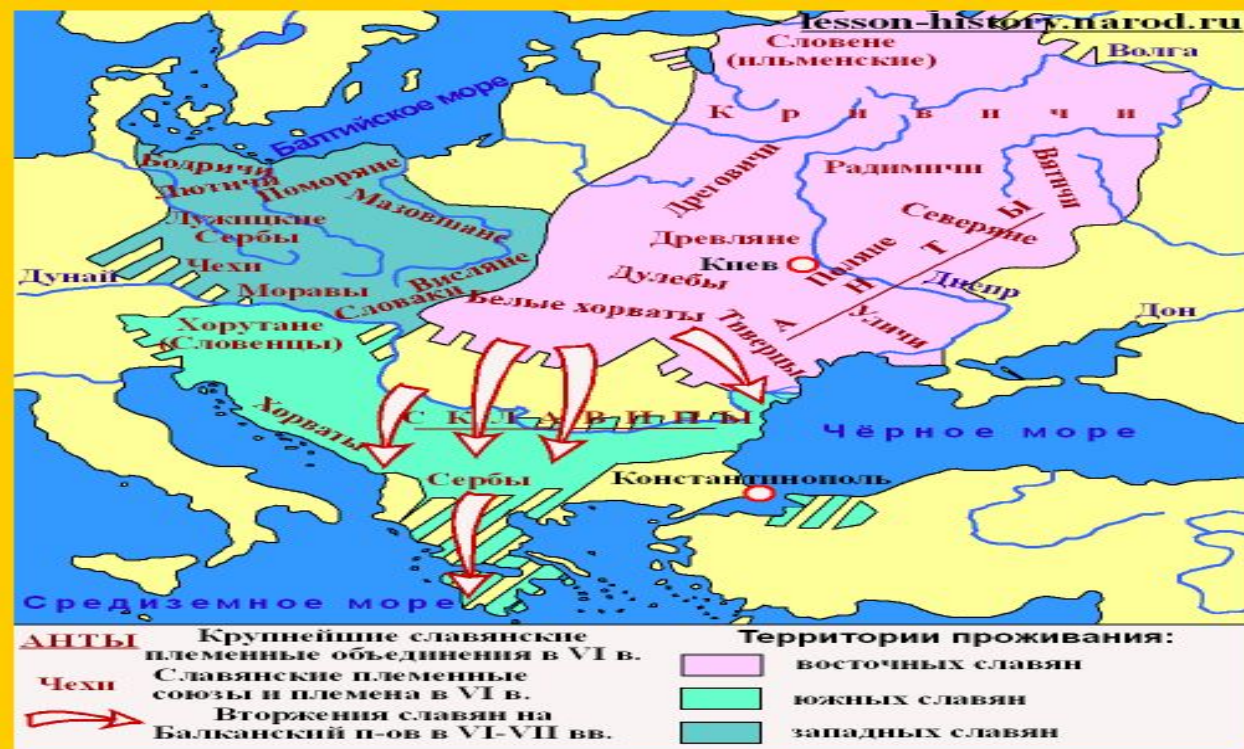 lesson-history.narod.ru
Словене
(ильменские)
Волга
Кривичи
Балтийское море
Бодричи
Лютичи
Поморяне
Мазовшане
Лужицкие
Сербы
Чехи
Моравы
Висляне
Словаки
Дунай
Дреговичи
Радимичи
Вятичи
Северяне
Древляне
Киев
Поляне
АНТЫ
Днепр
Дулебы
Белые хорваты
Тиверцы
Уличи
Дон
Хорутане
(Словенцы)
Хорваты
СКЛАВИНЫ
Чёрное море
Сербы
Константинополь
Средиземное море
АНТЫ
Крупнейшие славянские
племенные объединения в VI в.
Чехи
Славянские племенные
союзы и племена в VI в.
Вторжения славян на
Балканский п-ов в VI-VII вв.
Территории проживания:
восточных славян
южных славян
западных славян